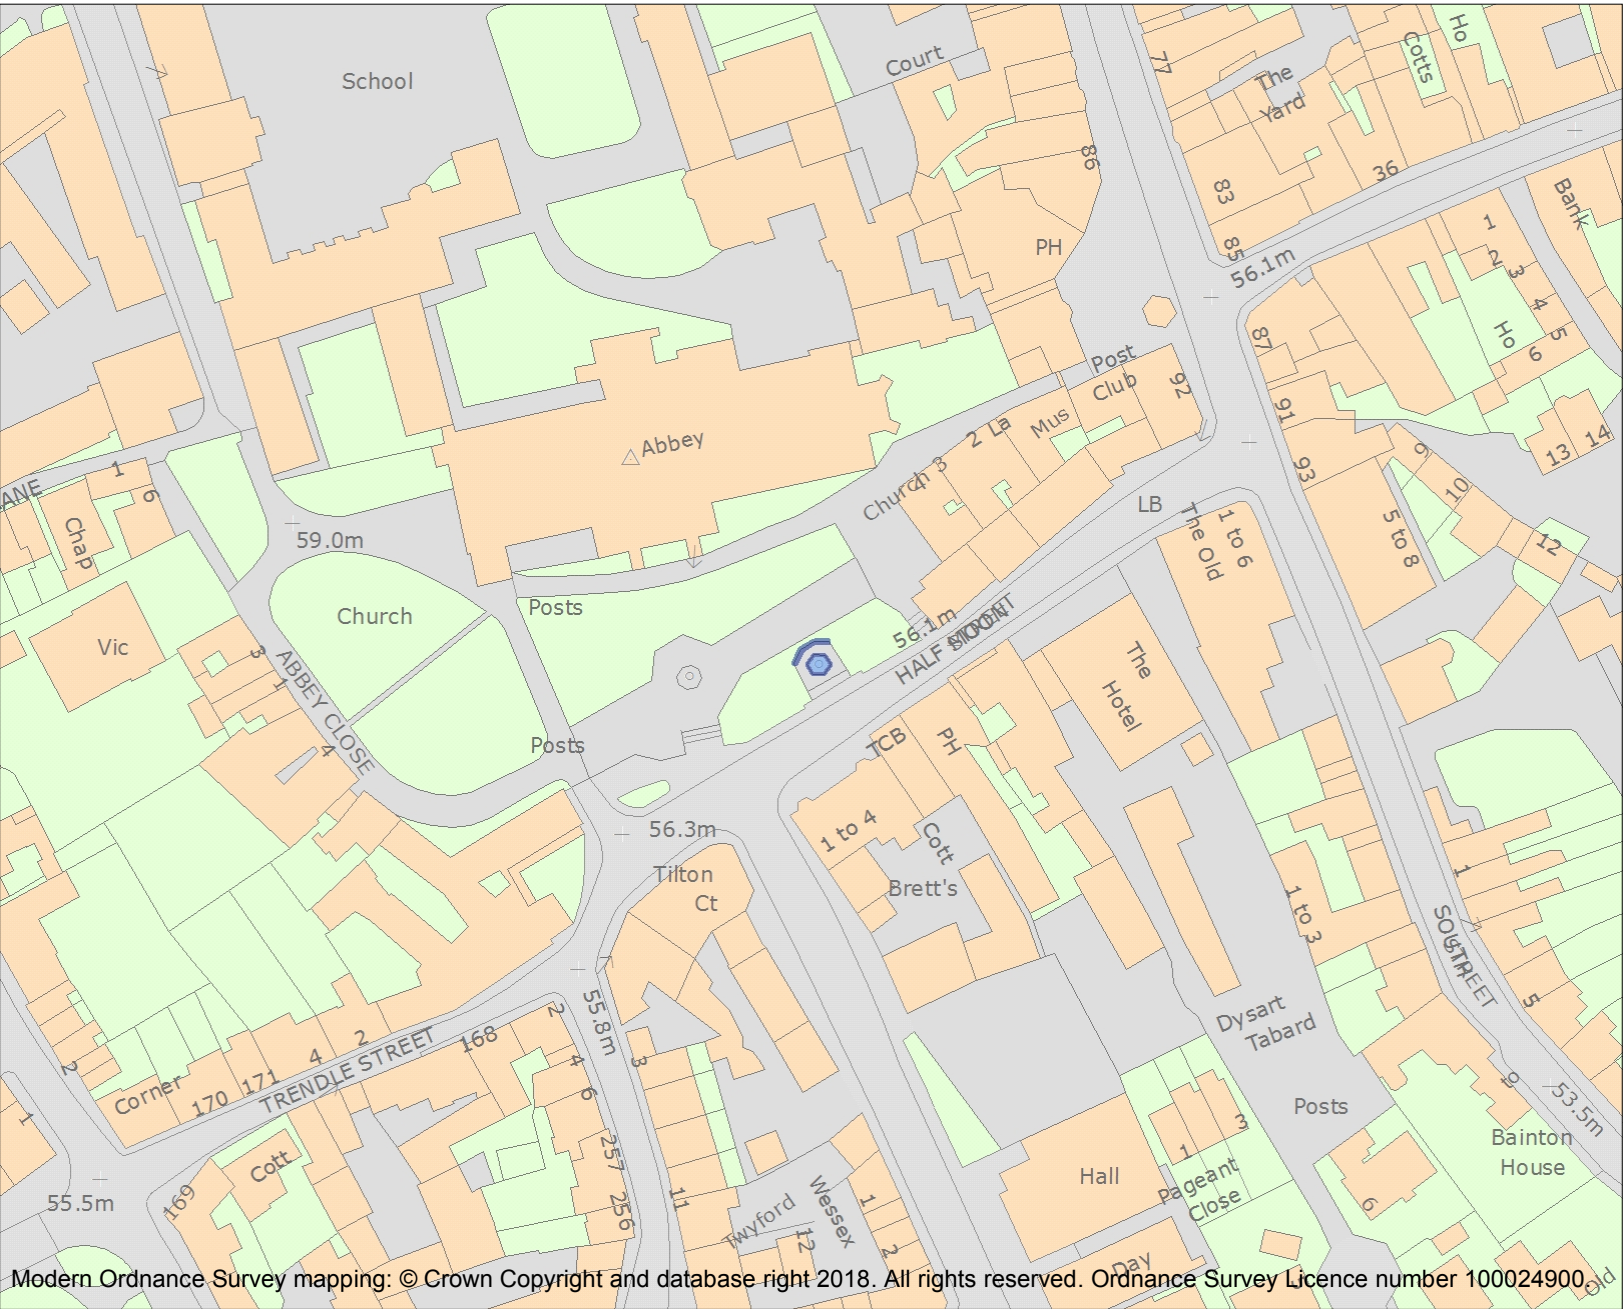 School
Court
77
The
Yard
Cotts
Ho
86
36
83
85
PH
56.1m
Bank
1
2
3
4
5
6
Ho
87
Post
Club
92
91
93
Mus
2 La
3
4
Church
Abbey
LANE
1
6
Chap
59.0m
LB
The Old
1 to 6
9
10
5 to 8
12
13
14
Church
Posts
Vic
3
1
ABBEY CLOSE
4
56.1m
HALF MOON
STREET
The
Hotel
Posts
TCB
PH
56.3m
1 to 4
Cott
Brett's
Tilton
Ct
1 to 3
1
SOUTH
STREET
5
55.8m
2
168
2
4
171
170
Corner
TRENDLE STREET
2
1
4
6
3
Dysart
Tabard
to
53.5m
Posts
Bainton
House
Cott
169
55.5m
257
256
11
Twyford
Wessex
12
1
2
Hall
1
3
Pageant
Close
6
Day
Old
Modern Ordnance Survey mapping: © Crown Copyright and database right 2018. All rights reserved. Ordnance Survey Licence number 100024900.